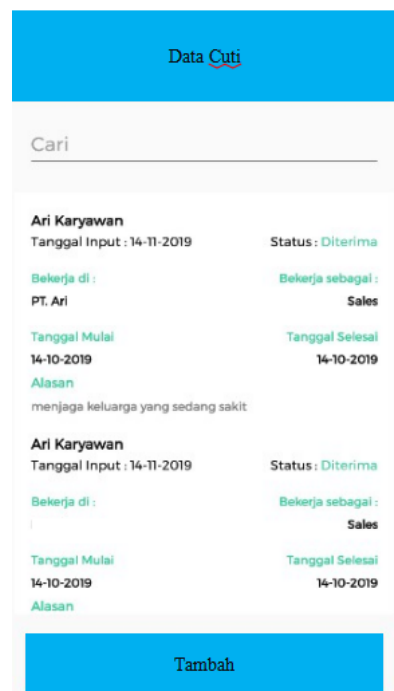 Data Cuti
Cari
Ari Karyawan
Tanggal Input : 14-11-2019 Status : Diterima
Bekerja di : Bekerja sebagai :
PT. Ari Sales
Tanggal Mulai Tanggal Selesai
14-10-2019 14-10-2019
Alasan
menjaga keluarga yang sedang sakit
Ari Karyawan
Tanggal Input : 14-11-2019 Status : Diterima
Bekerja di : Bekerja sebagai :
Sales
Tanggal Mulai Tanggal Selesai
14-10-2019 14-10-2019
Alasan
Tambah